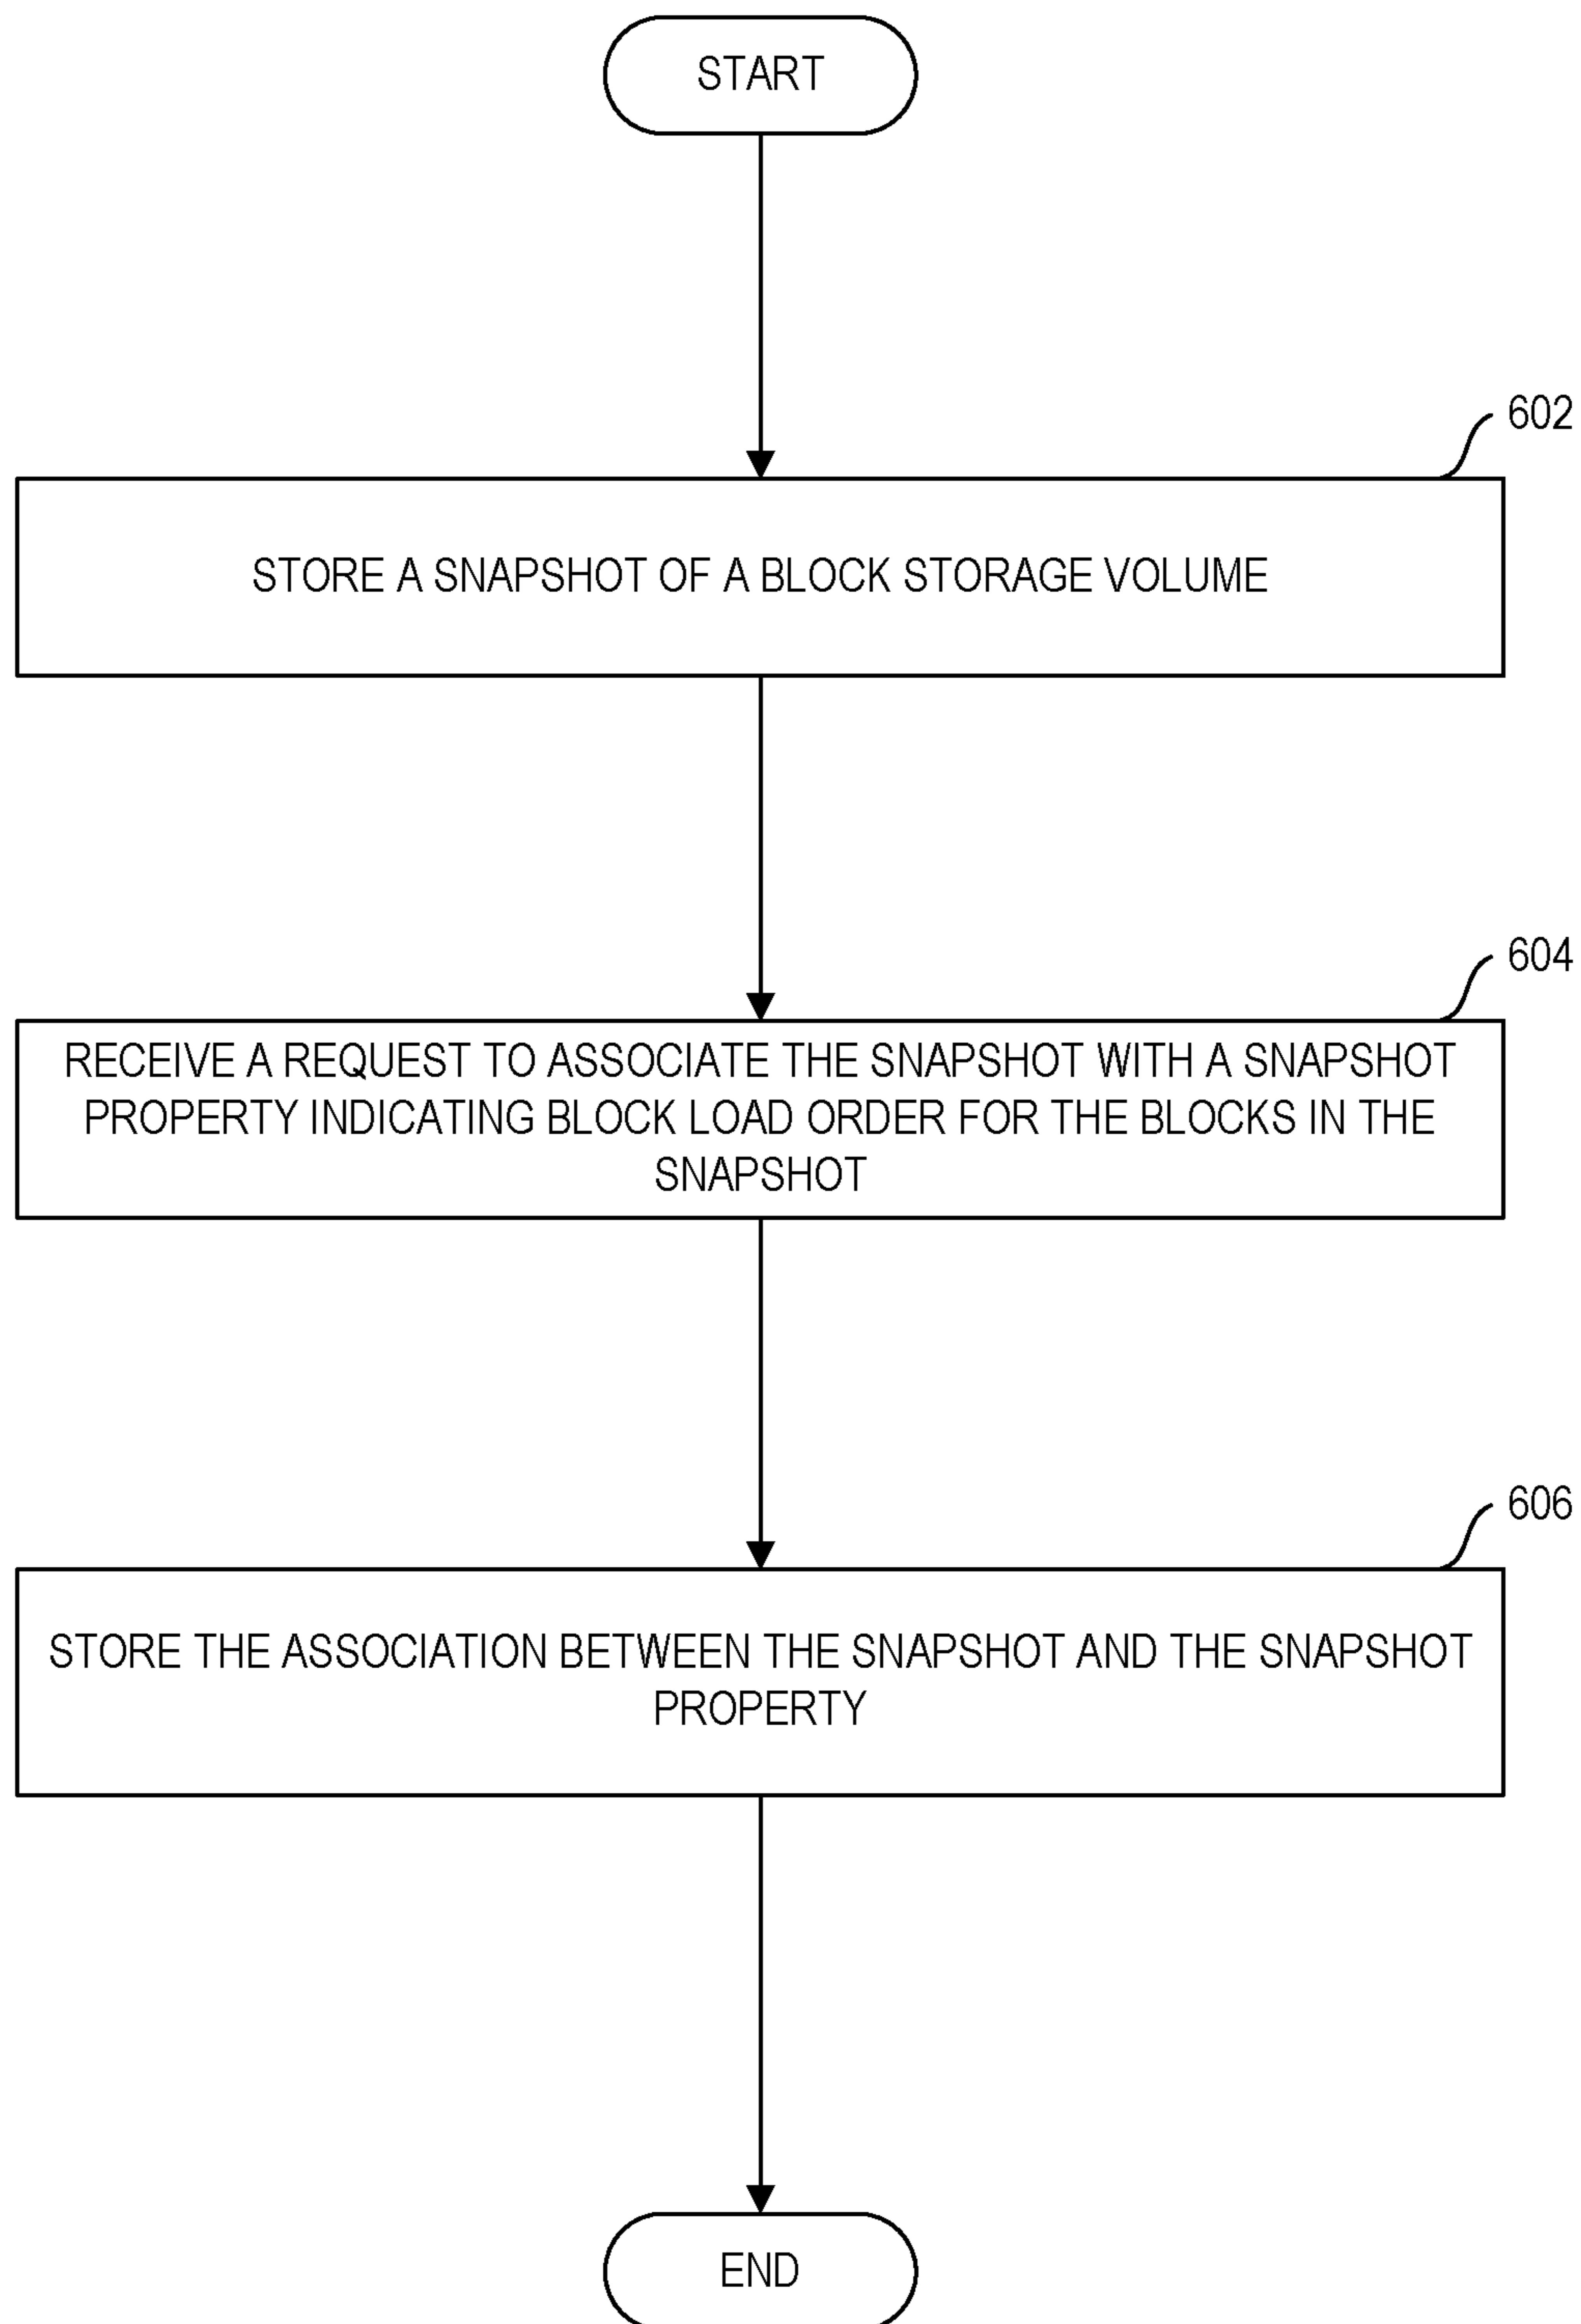 START
602
STORE A SNAPSHOT OF A BLOCK STORAGE VOLUME
604
RECEIVE A REQUEST TO ASSOCIATE THE SNAPSHOT WITH A SNAPSHOT
PROPERTY INDICATING BLOCK LOAD ORDER FOR THE BLOCKS IN THE
SNAPSHOT
606
STORE THE ASSOCIATION BETWEEN THE SNAPSHOT AND THE SNAPSHOT
PROPERTY
END